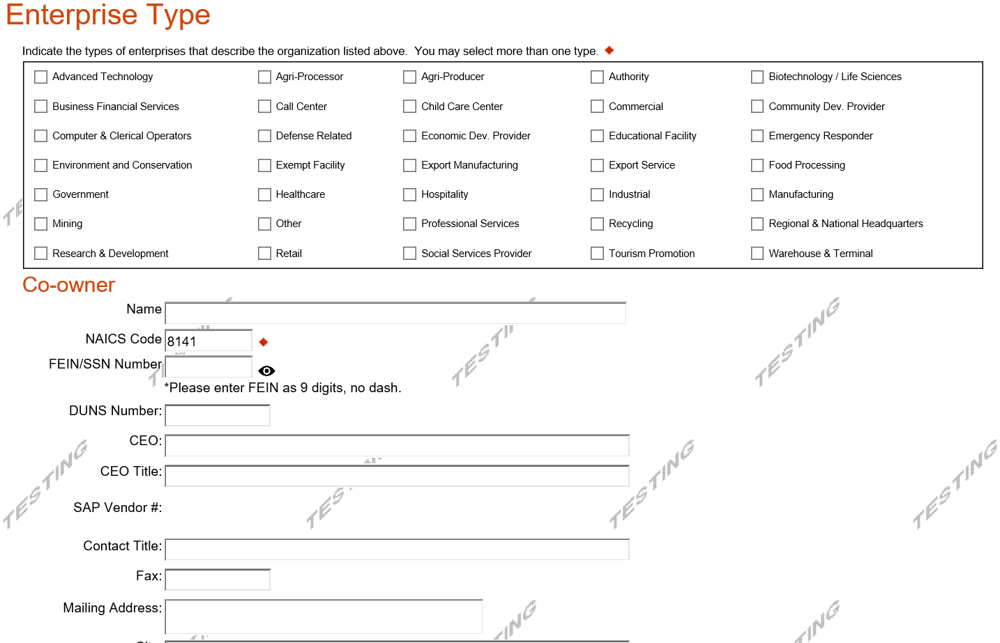 Enterprise Type
Indicate the types of enterprises that describe the organization listed above.  You may select more than one type.
Advanced Technology Agri-Processor Agri-Producer Authority Biotechnology / Life Sciences
Business Financial Services Call Center Child Care Center Commercial Community Dev. Provider
Computer & Clerical Operators Defense Related Economic Dev. Provider Educational Facility Emergency Responder
Environment and Conservation Exempt Facility Export Manufacturing Export Service Food Processing
Government Healthcare Hospitality Industrial Manufacturing
Mining Other Professional Services Recycling Regional & National Headquarters
Research & Development Retail Social Services Provider Tourism Promotion Warehouse & Terminal
Co-owner
Name
TESTING
NAICS Code 8141
TESTING
FEIN/SSN Number
*Please enter FEIN as 9 digits, no dash.
DUNS Number:
CEO:
CEO Title:
TESTING
TESTING
TESTING
SAP Vendor #:
Contact Title:
Fax:
Mailing Address: